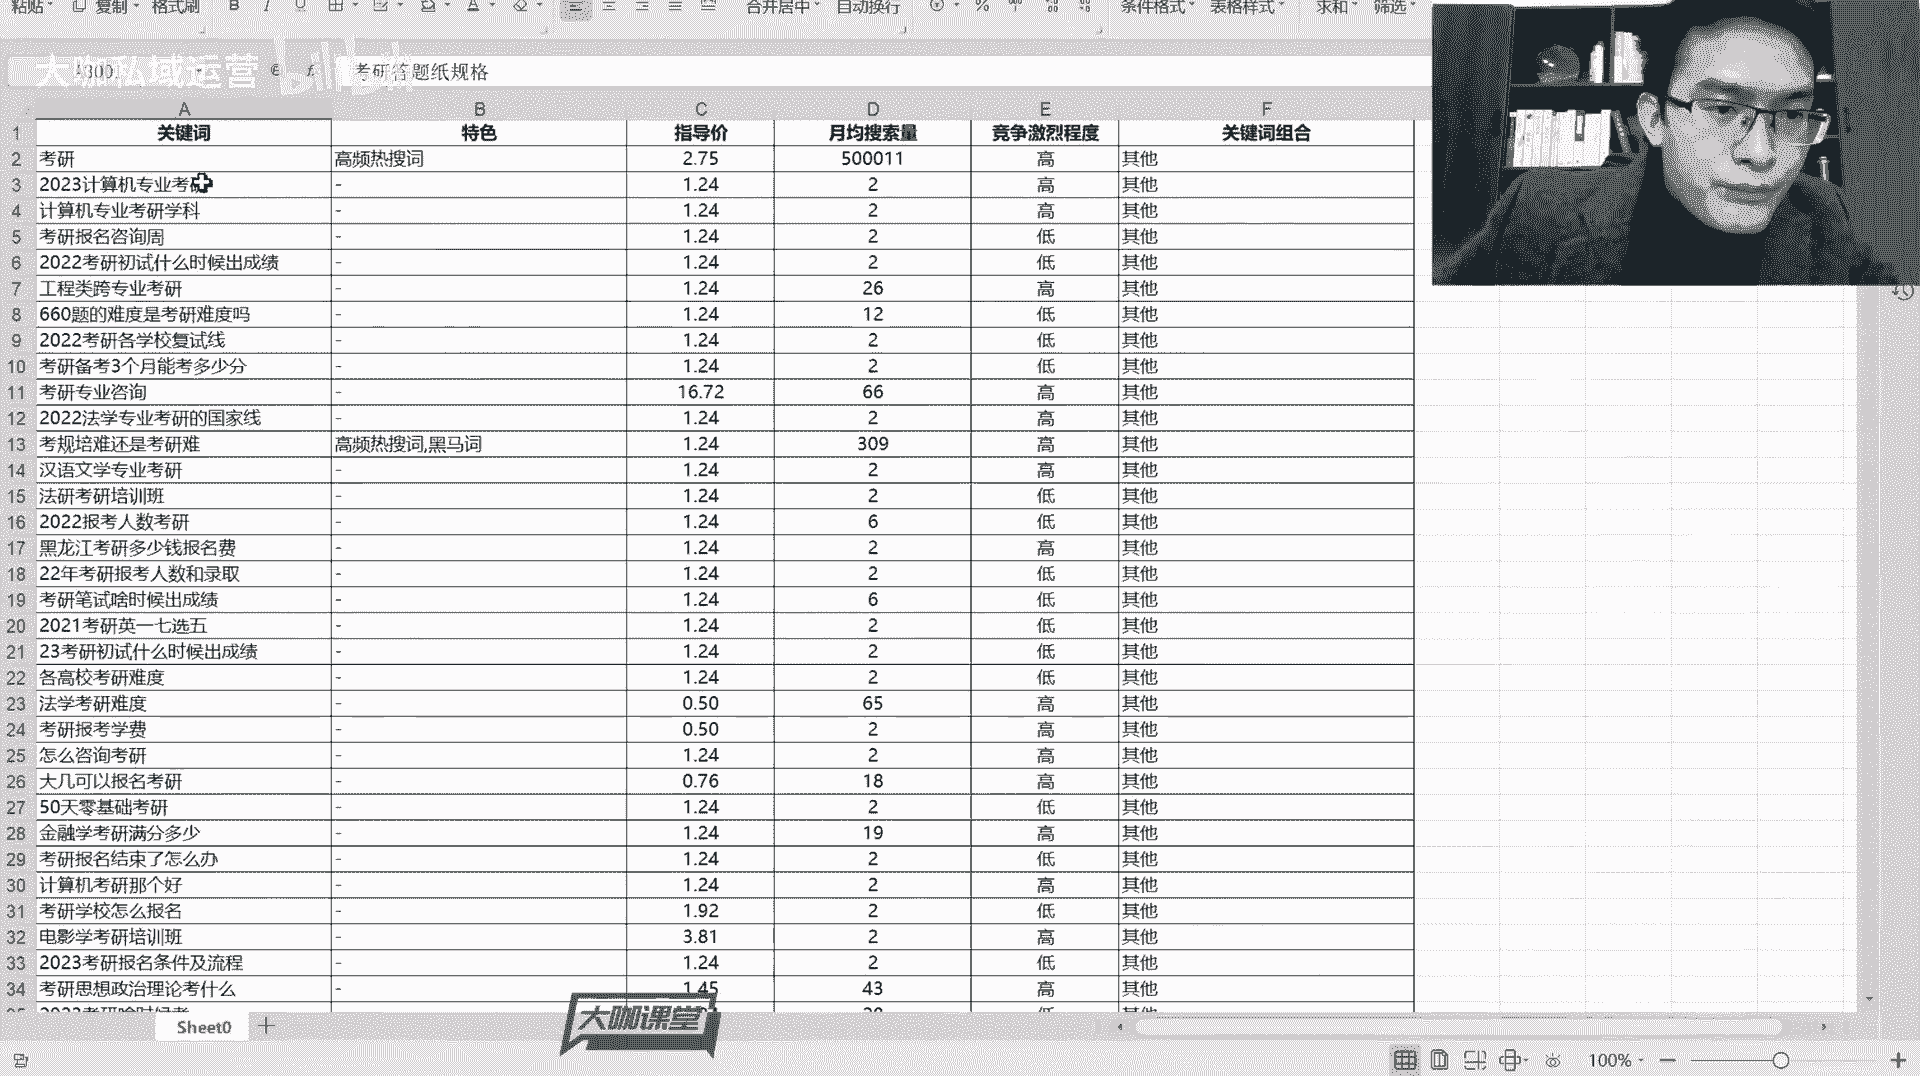 粘贴 复制 格式刷 B I U A 合并居中 自动换行 % 条件格式 表格样式 求和 筛选
大咖私域运营 bilibili 考研答题纸规格
A B C D E F
1 关键词 特色 指导价 月均搜索量 竞争激烈程度 关键词组合
2 考研 高频热搜词 2.75 500011 高 其他
3 2023计算机专业考研 - 1.24 2 高 其他
4 计算机专业考研学科 - 1.24 2 高 其他
5 考研报名咨询周 - 1.24 2 低 其他
6 2022考研初试什么时候出成绩 - 1.24 2 低 其他
7 工程类跨专业考研 - 1.24 26 高 其他
8 660题的难度是考研难度吗 - 1.24 12 低 其他
9 2022考研各学校复试线 - 1.24 2 低 其他
10 考研备考3个月能考多少分 - 1.24 2 低 其他
11 考研专业咨询 - 16.72 66 高 其他
12 2022法学专业考研的国家线 - 1.24 2 高 其他
13 考规培难还是考研难 高频热搜词,黑马词 1.24 309 高 其他
14 汉语文学专业考研 - 1.24 2 高 其他
15 法研考研培训班 - 1.24 2 低 其他
16 2022报考人数考研 - 1.24 6 低 其他
17 黑龙江考研多少钱报名费 - 1.24 2 高 其他
18 22年考研报考人数和录取 - 1.24 2 低 其他
19 考研笔试啥时候出成绩 - 1.24 6 低 其他
20 2021考研英一七选五 - 1.24 2 低 其他
21 23考研初试什么时候出成绩 - 1.24 2 低 其他
22 各高校考研难度 - 1.24 2 低 其他
23 法学考研难度 - 0.50 65 高 其他
24 考研报考学费 - 0.50 2 高 其他
25 怎么咨询考研 - 1.24 2 高 其他
26 大几可以报名考研 - 0.76 18 高 其他
27 50天零基础考研 - 1.24 2 低 其他
28 金融学考研满分多少 - 1.24 19 高 其他
29 考研报名结束了怎么办 - 1.24 2 低 其他
30 计算机考研那个好 - 1.24 2 高 其他
31 考研学校怎么报名 - 1.92 2 低 其他
32 电影学考研培训班 - 3.81 2 高 其他
33 2023考研报名条件及流程 - 1.24 2 低 其他
34 考研思想政治理论考什么 - 1.45 43 高 其他
大咖课堂
Sheet0 +
100%